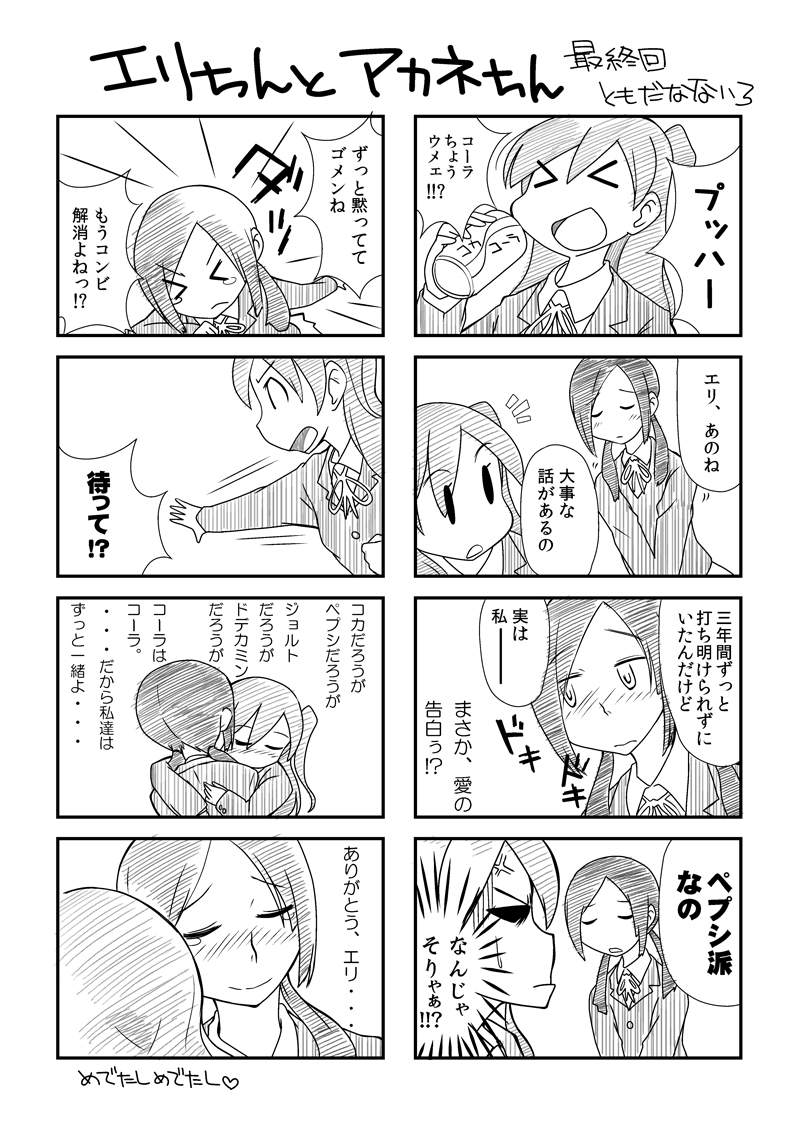 エリちんとアカネちん
最終回
ともだなないろ
プッハー
コーラ
ちょう
ウメェ
!!?
コーラ
エリ、あのね
大事な
話があるの
三年間ずっと
打ち明けられずに
いたんだけど
実は
私——
まさか、愛の
告白ぅ!?
ドキ
ドキ
ペプシ派
なの
なんじゃ
そりゃぁ!!?
ずっと黙ってて
ゴメンね
ダッ
もうコンビ
解消よねっ!?
待って!?
コカだろうが
ペプシだろうが
ジョルト
だろうが
ドデカミン
だろうが
コーラは
コーラ。
・・・だから私達は
ずっと一緒よ・・・
ありがとう、エリ・・・
めでたしめでたし♡